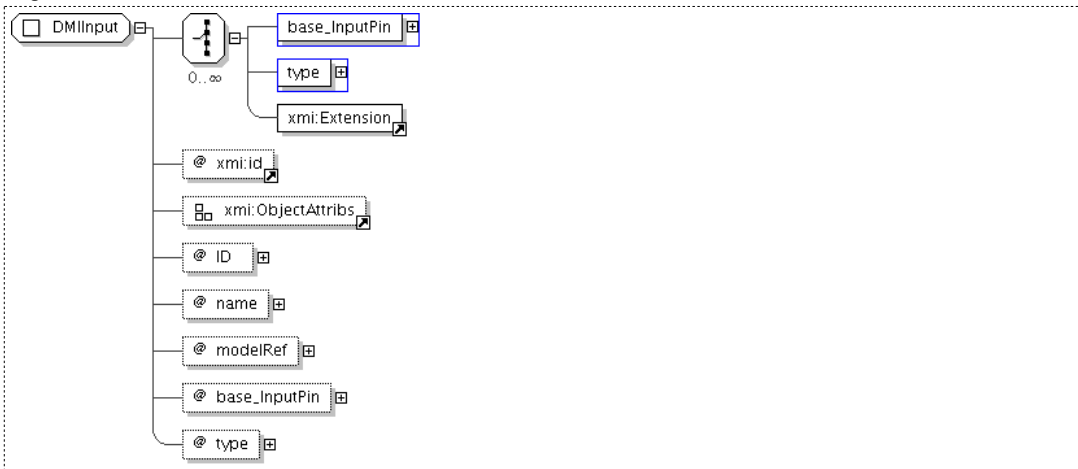 DMIInput
base_InputPin
0..∞
type
xmi:Extension
@ xmi:id
xmi:ObjectAttribs
@ ID
@ name
@ modelRef
@ base_InputPin
@ type